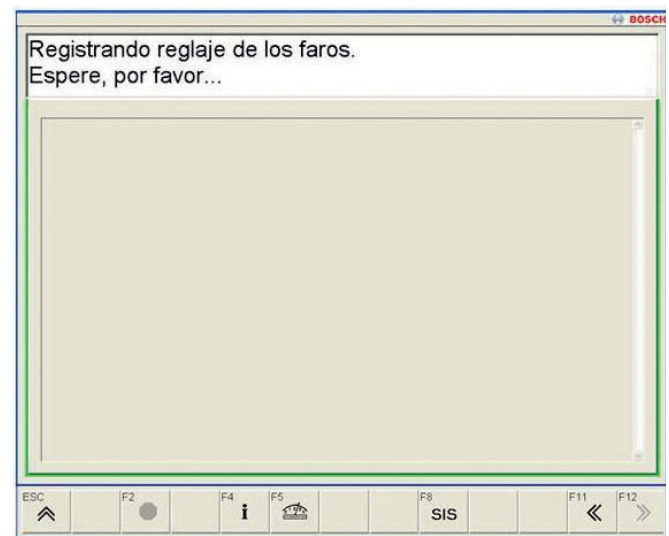 BOSCH
Registrando reglaje de los faros.
Espere, por favor...
ESC F2 F4 F5 F8 F11 F12
i SIS